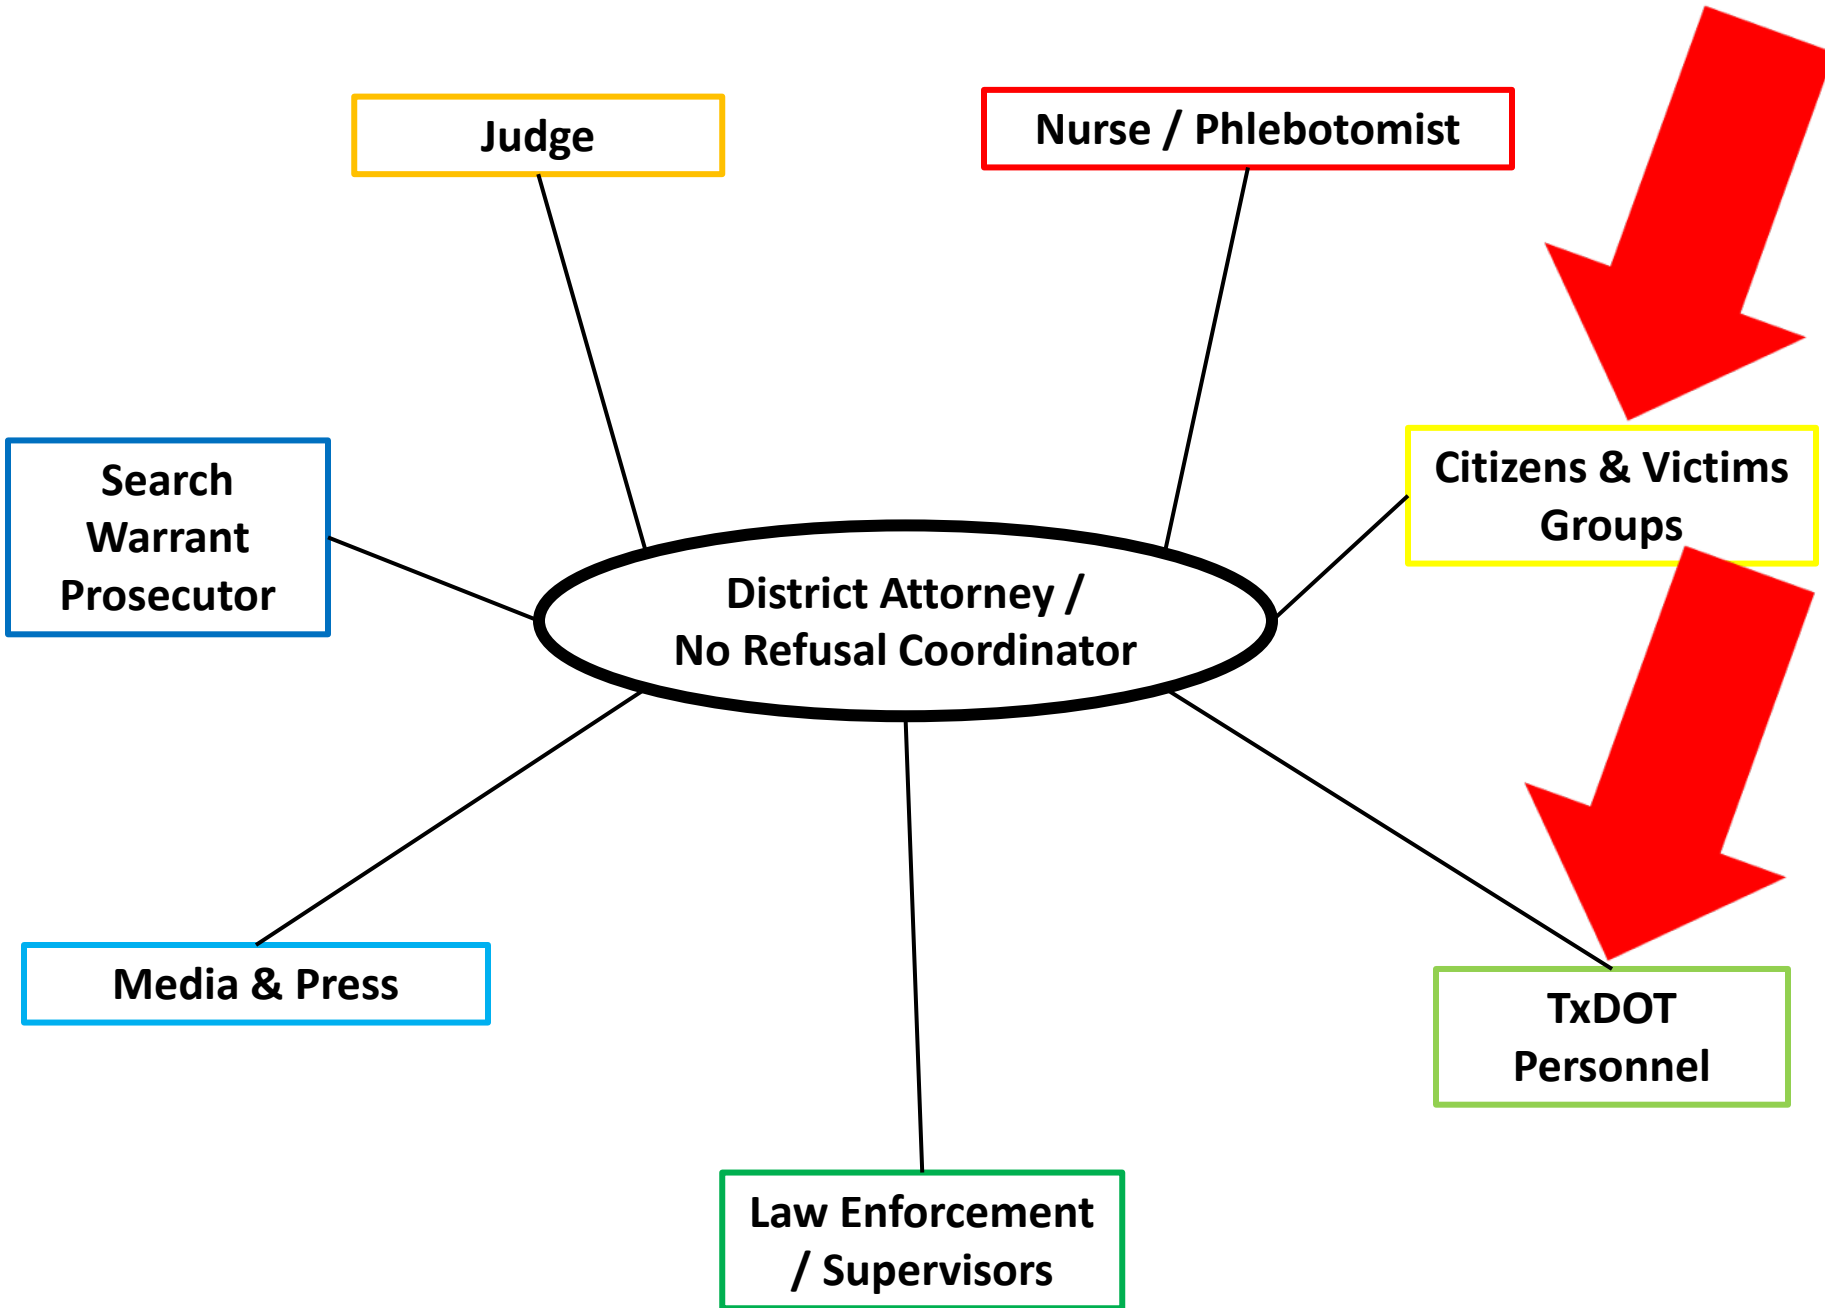 Judge
Nurse / Phlebotomist
Search
Warrant
Prosecutor
Citizens & Victims
Groups
District Attorney /
No Refusal Coordinator
Media & Press
TxDOT
Personnel
Law Enforcement
/ Supervisors